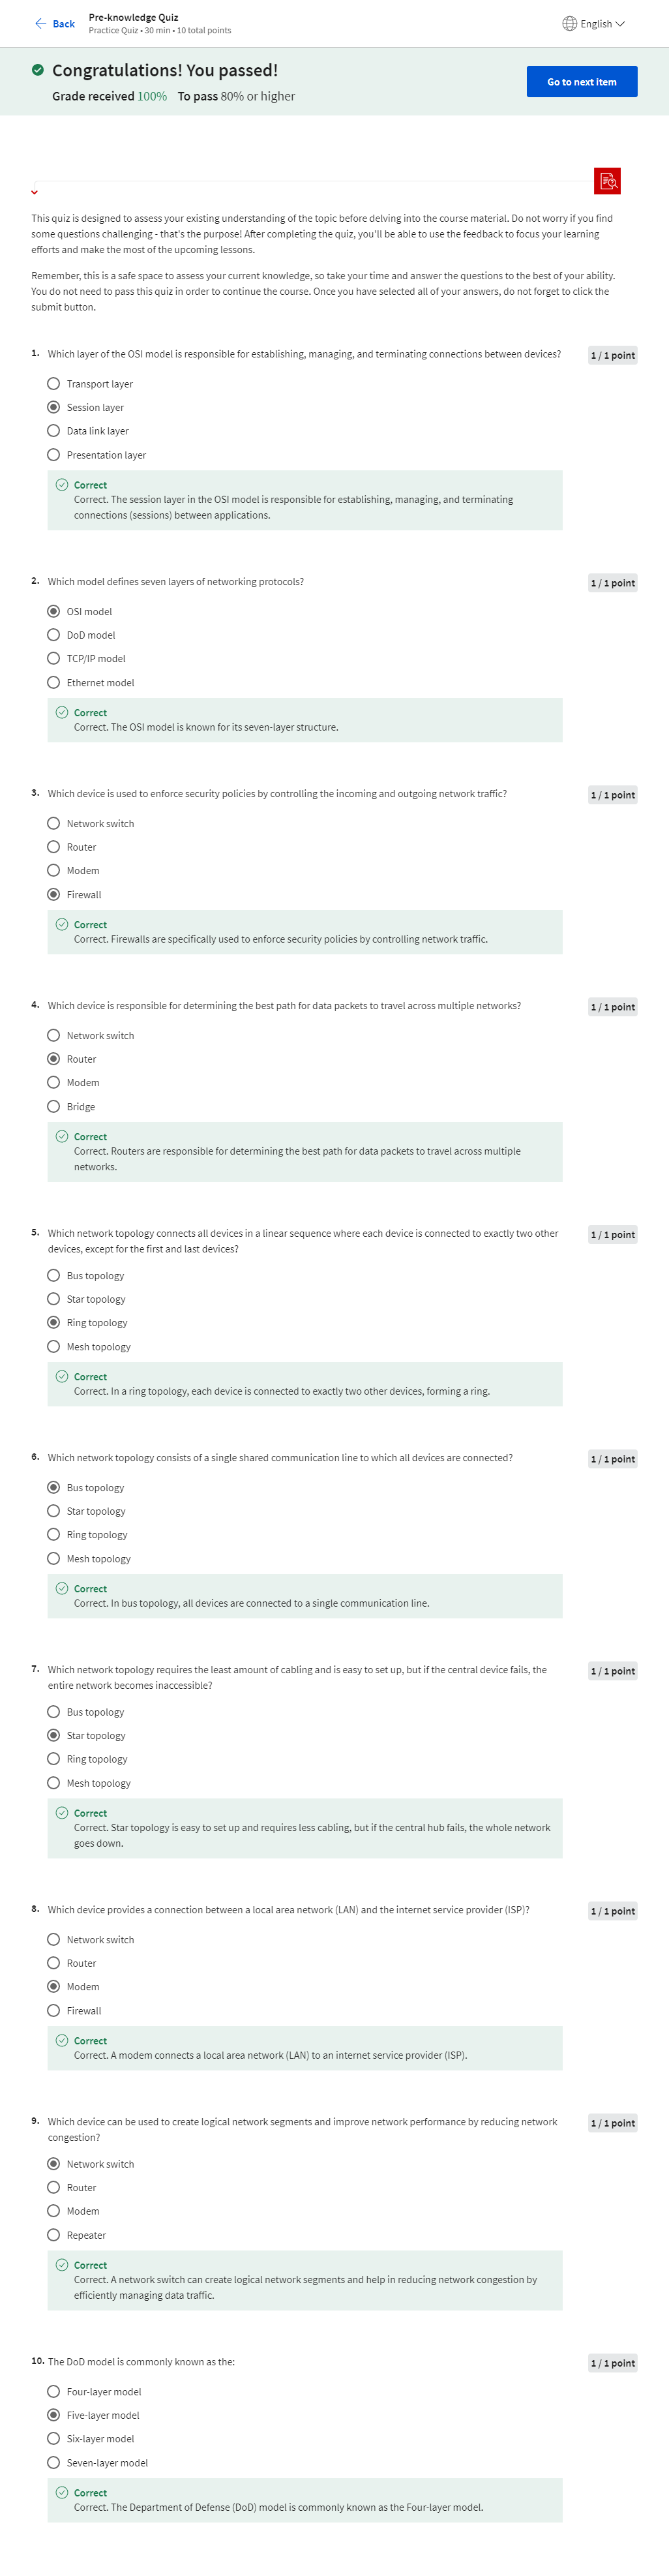 Back
Pre-knowledge Quiz
Practice Quiz • 30 min • 10 total points
English
Congratulations! You passed!
Grade received 100% To pass 80% or higher
Go to next item
This quiz is designed to assess your existing understanding of the topic before delving into the course material. Do not worry if you find
some questions challenging - that's the purpose! After completing the quiz, you'll be able to use the feedback to focus your learning
efforts and make the most of the upcoming lessons.
Remember, this is a safe space to assess your current knowledge, so take your time and answer the questions to the best of your ability.
You do not need to pass this quiz in order to continue the course. Once you have selected all of your answers, do not forget to click the
submit button.
1. Which layer of the OSI model is responsible for establishing, managing, and terminating connections between devices? 1 / 1 point
Transport layer
Session layer
Data link layer
Presentation layer
Correct
Correct. The session layer in the OSI model is responsible for establishing, managing, and terminating
connections (sessions) between applications.
2. Which model defines seven layers of networking protocols? 1 / 1 point
OSI model
DoD model
TCP/IP model
Ethernet model
Correct
Correct. The OSI model is known for its seven-layer structure.
3. Which device is used to enforce security policies by controlling the incoming and outgoing network traffic? 1 / 1 point
Network switch
Router
Modem
Firewall
Correct
Correct. Firewalls are specifically used to enforce security policies by controlling network traffic.
4. Which device is responsible for determining the best path for data packets to travel across multiple networks? 1 / 1 point
Network switch
Router
Modem
Bridge
Correct
Correct. Routers are responsible for determining the best path for data packets to travel across multiple
networks.
5. Which network topology connects all devices in a linear sequence where each device is connected to exactly two other 1 / 1 point
devices, except for the first and last devices?
Bus topology
Star topology
Ring topology
Mesh topology
Correct
Correct. In a ring topology, each device is connected to exactly two other devices, forming a ring.
6. Which network topology consists of a single shared communication line to which all devices are connected? 1 / 1 point
Bus topology
Star topology
Ring topology
Mesh topology
Correct
Correct. In bus topology, all devices are connected to a single communication line.
7. Which network topology requires the least amount of cabling and is easy to set up, but if the central device fails, the 1 / 1 point
entire network becomes inaccessible?
Bus topology
Star topology
Ring topology
Mesh topology
Correct
Correct. Star topology is easy to set up and requires less cabling, but if the central hub fails, the whole network
goes down.
8. Which device provides a connection between a local area network (LAN) and the internet service provider (ISP)? 1 / 1 point
Network switch
Router
Modem
Firewall
Correct
Correct. A modem connects a local area network (LAN) to an internet service provider (ISP).
9. Which device can be used to create logical network segments and improve network performance by reducing network 1 / 1 point
congestion?
Network switch
Router
Modem
Repeater
Correct
Correct. A network switch can create logical network segments and help in reducing network congestion by
efficiently managing data traffic.
10. The DoD model is commonly known as the: 1 / 1 point
Four-layer model
Five-layer model
Six-layer model
Seven-layer model
Correct
Correct. The Department of Defense (DoD) model is commonly known as the Four-layer model.